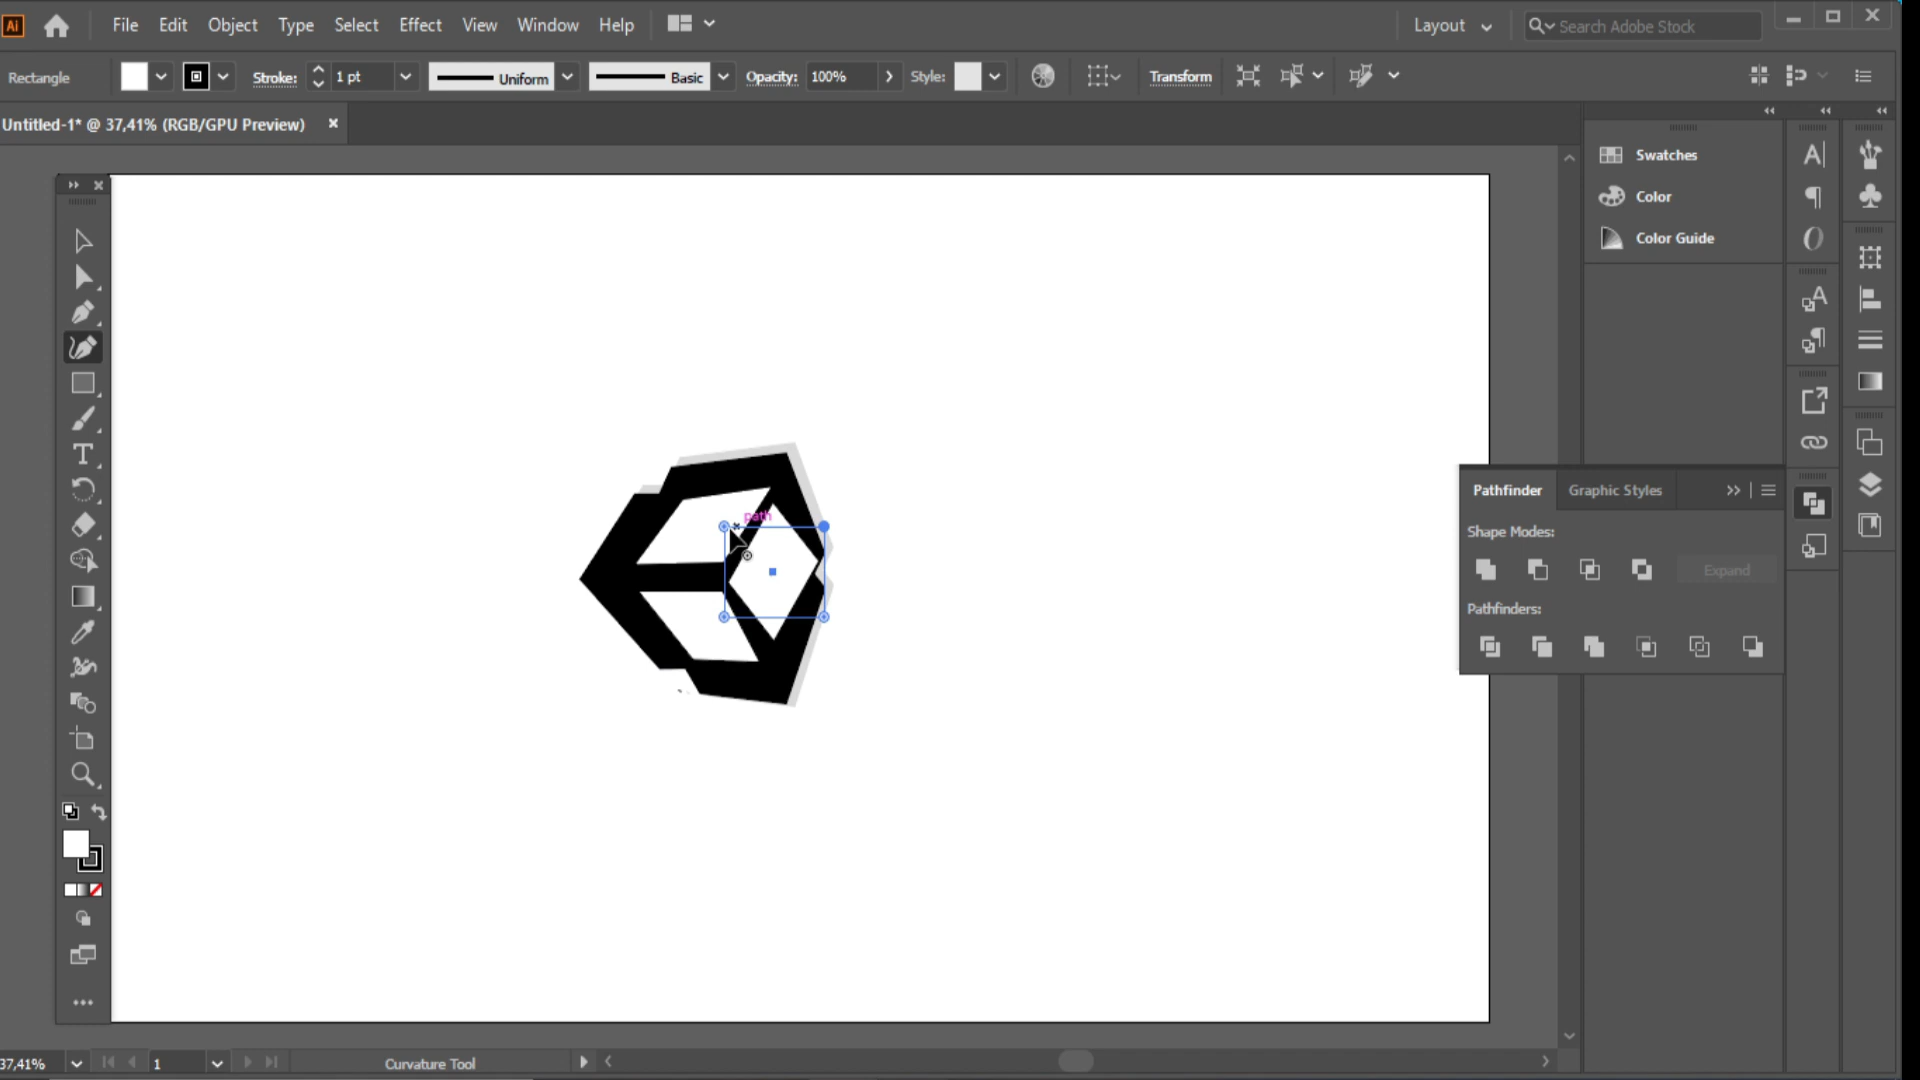 Ai File Edit Object Type Select Effect View Window Help Layout Search Adobe Stock
Rectangle Stroke: 1 pt Uniform Basic Opacity: 100% Style: Transform
Untitled-1* @ 37,41% (RGB/GPU Preview)
Swatches
Color
Color Guide
path
Pathfinder Graphic Styles
Shape Modes:
Expand
Pathfinders:
37,41% 1 Curvature Tool